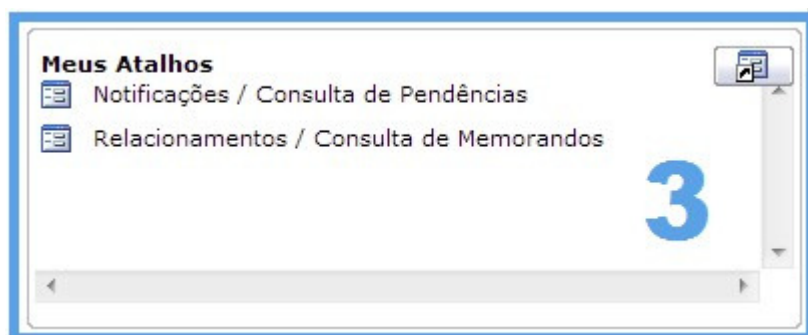 Meus Atalhos
Notificações / Consulta de Pendências
Relacionamentos / Consulta de Memorandos
3